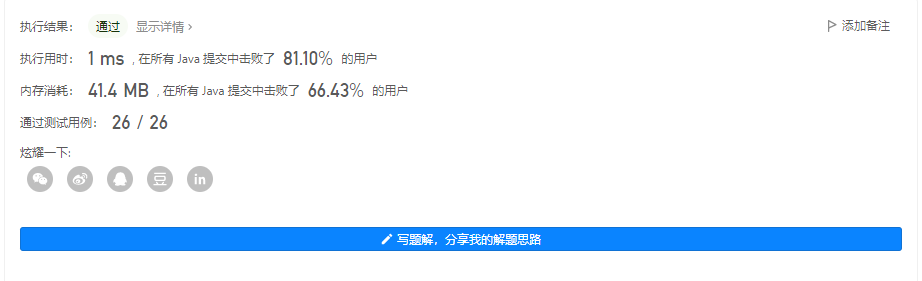 执行结果： 通过 显示详情 › 添加备注
执行用时： 1 ms , 在所有 Java 提交中击败了 81.10% 的用户
内存消耗： 41.4 MB , 在所有 Java 提交中击败了 66.43% 的用户
通过测试用例： 26 / 26
炫耀一下:
豆 in
写题解，分享我的解题思路